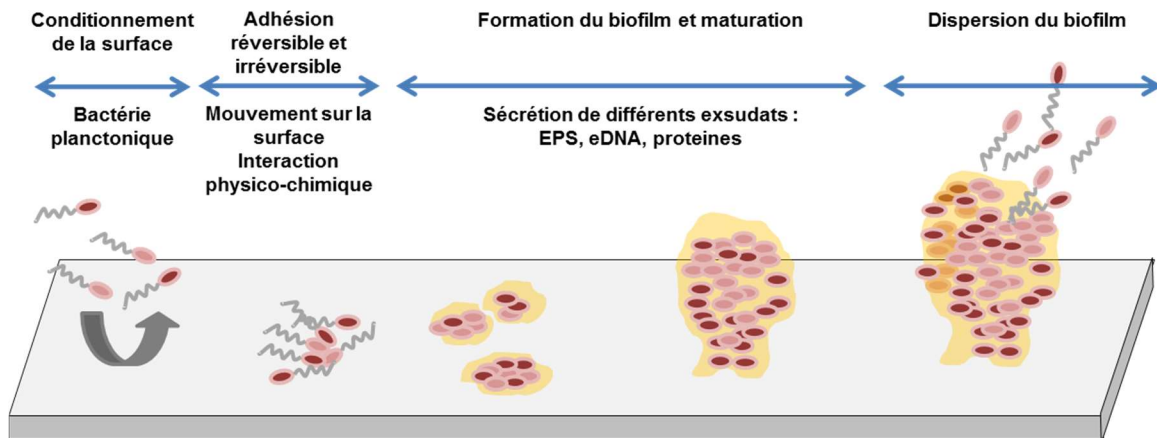 Conditionnement
de la surface
Bactérie
planctonique
Adhésion
réversible et
irréversible
Mouvement sur la
surface
Interaction
physico-chimique
Formation du biofilm et maturation
Sécrétion de différents exsudats :
EPS, eDNA, proteines
Dispersion du biofilm